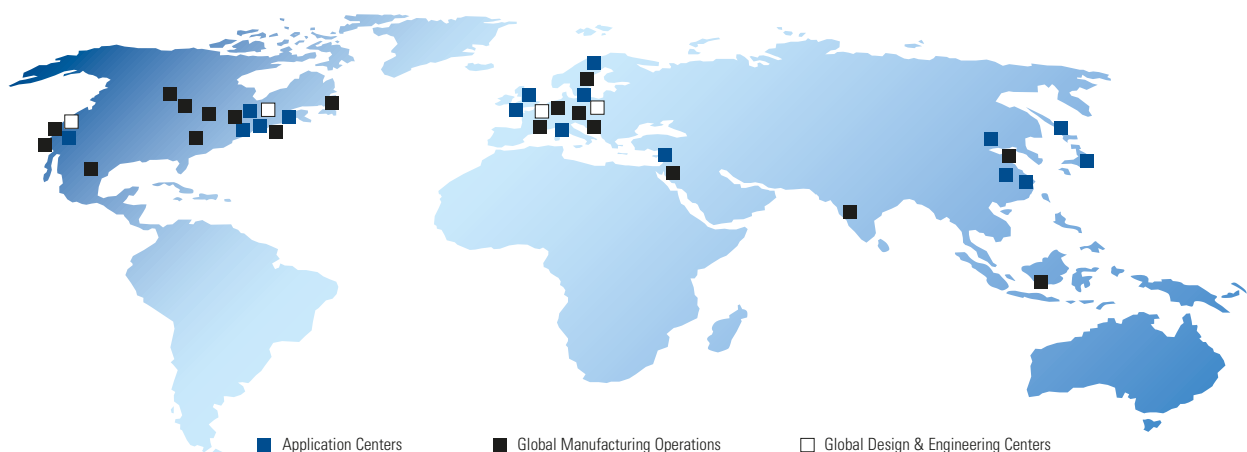 Application Centers
Global Manufacturing Operations
Global Design & Engineering Centers